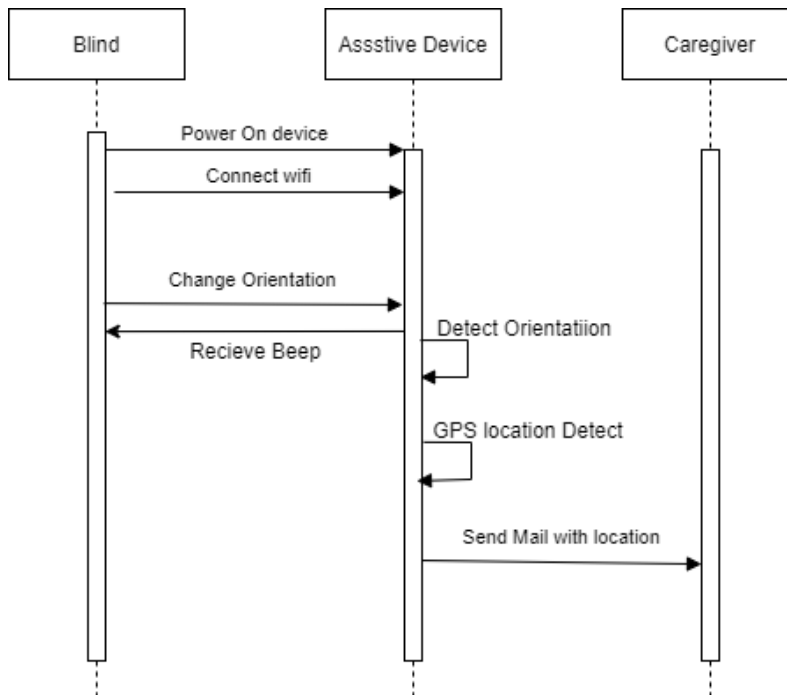 Blind
Assstive Device
Caregiver
Power On device
Connect wifi
Change Orientation
Detect Orientatiion
Recieve Beep
GPS location Detect
Send Mail with location